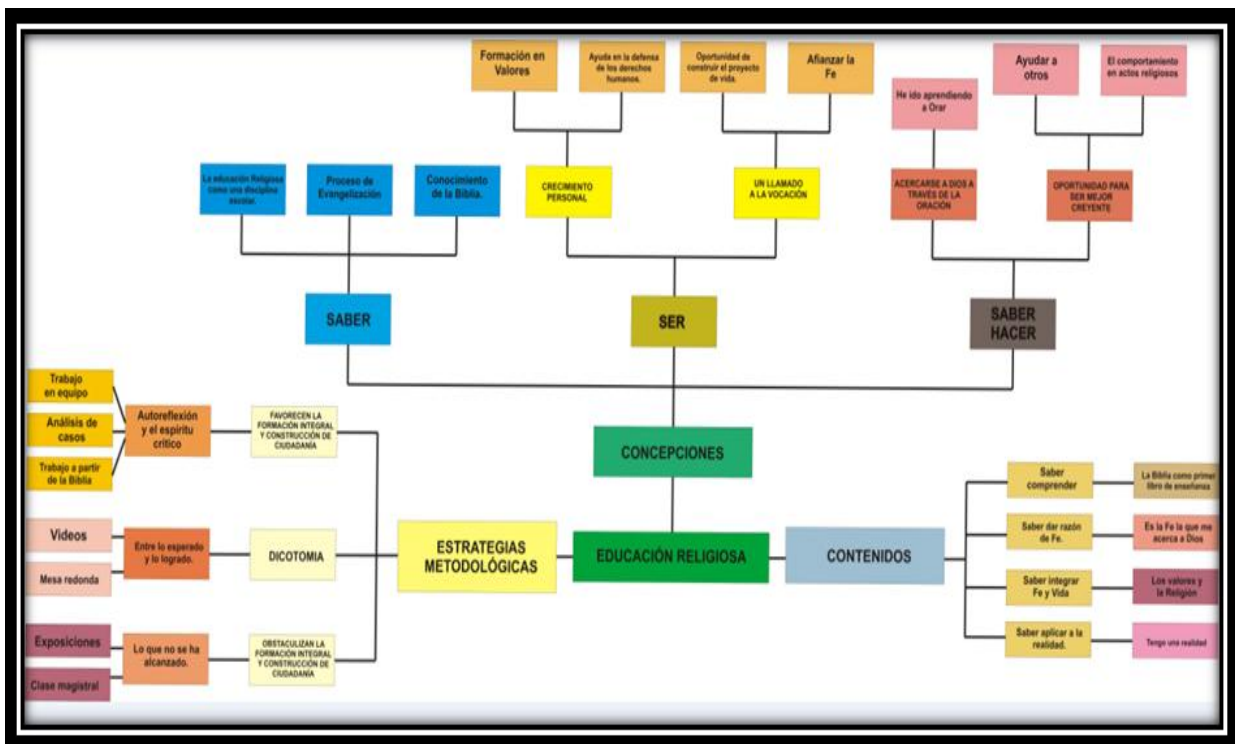 Formación en
Valores
Ayuda en la defensa
de los derechos
humanos.
Oportunidad de
construir el proyecto
de vida.
Afianzar la
Fe
He ido aprendiendo
a Orar
Ayudar a
otros
El comportamiento
en actos religiosos
La educación Religiosa
como una disciplina
escolar.
Proceso de
Evangelización
Conocimiento
de la Biblia.
CRECIMIENTO
PERSONAL
UN LLAMADO
A LA VOCACIÓN
ACERCARSE A DIOS A
TRAVÉS DE LA
ORACIÓN
OPORTUNIDAD PARA
SER MEJOR
CREYENTE
SABER
SER
SABER
HACER
CONCEPCIONES
EDUCACIÓN RELIGIOSA
ESTRATEGIAS
METODOLÓGICAS
FAVORECEN LA
FORMACIÓN INTEGRAL
Y CONSTRUCCIÓN DE
CIUDADANÍA
Autoreflexión
y el espíritu
crítico
Trabajo
en equipo
Análisis de
casos
Trabajo a partir
de la Biblia
DICOTOMIA
Entre lo esperado
y lo logrado.
Videos
Mesa redonda
OBSTACULIZAN LA
FORMACIÓN INTEGRAL
Y CONSTRUCCIÓN DE
CIUDADANÍA
Lo que no se ha
alcanzado.
Exposiciones
Clase magistral
CONTENIDOS
Saber
comprender
La Biblia como primer
libro de enseñanza
Saber dar razón
de Fe.
Es la Fe la que me
acerca a Dios
Saber integrar
Fe y Vida
Los valores y
la Religión
Saber aplicar a la
realidad.
Tengo una realidad